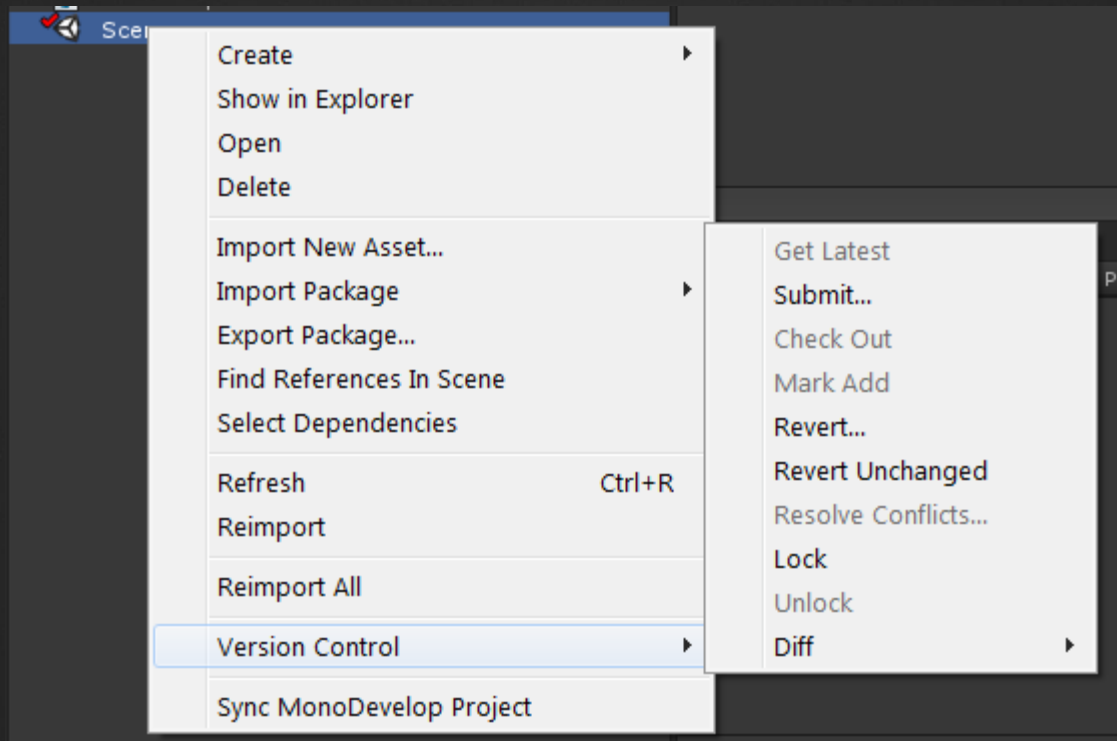 Create
Show in Explorer
Open
Delete
Import New Asset...
Import Package
Export Package...
Find References In Scene
Select Dependencies
Refresh Ctrl+R
Reimport
Reimport All
Version Control
Sync MonoDevelop Project
Get Latest
Submit...
Check Out
Mark Add
Revert...
Revert Unchanged
Resolve Conflicts...
Lock
Unlock
Diff